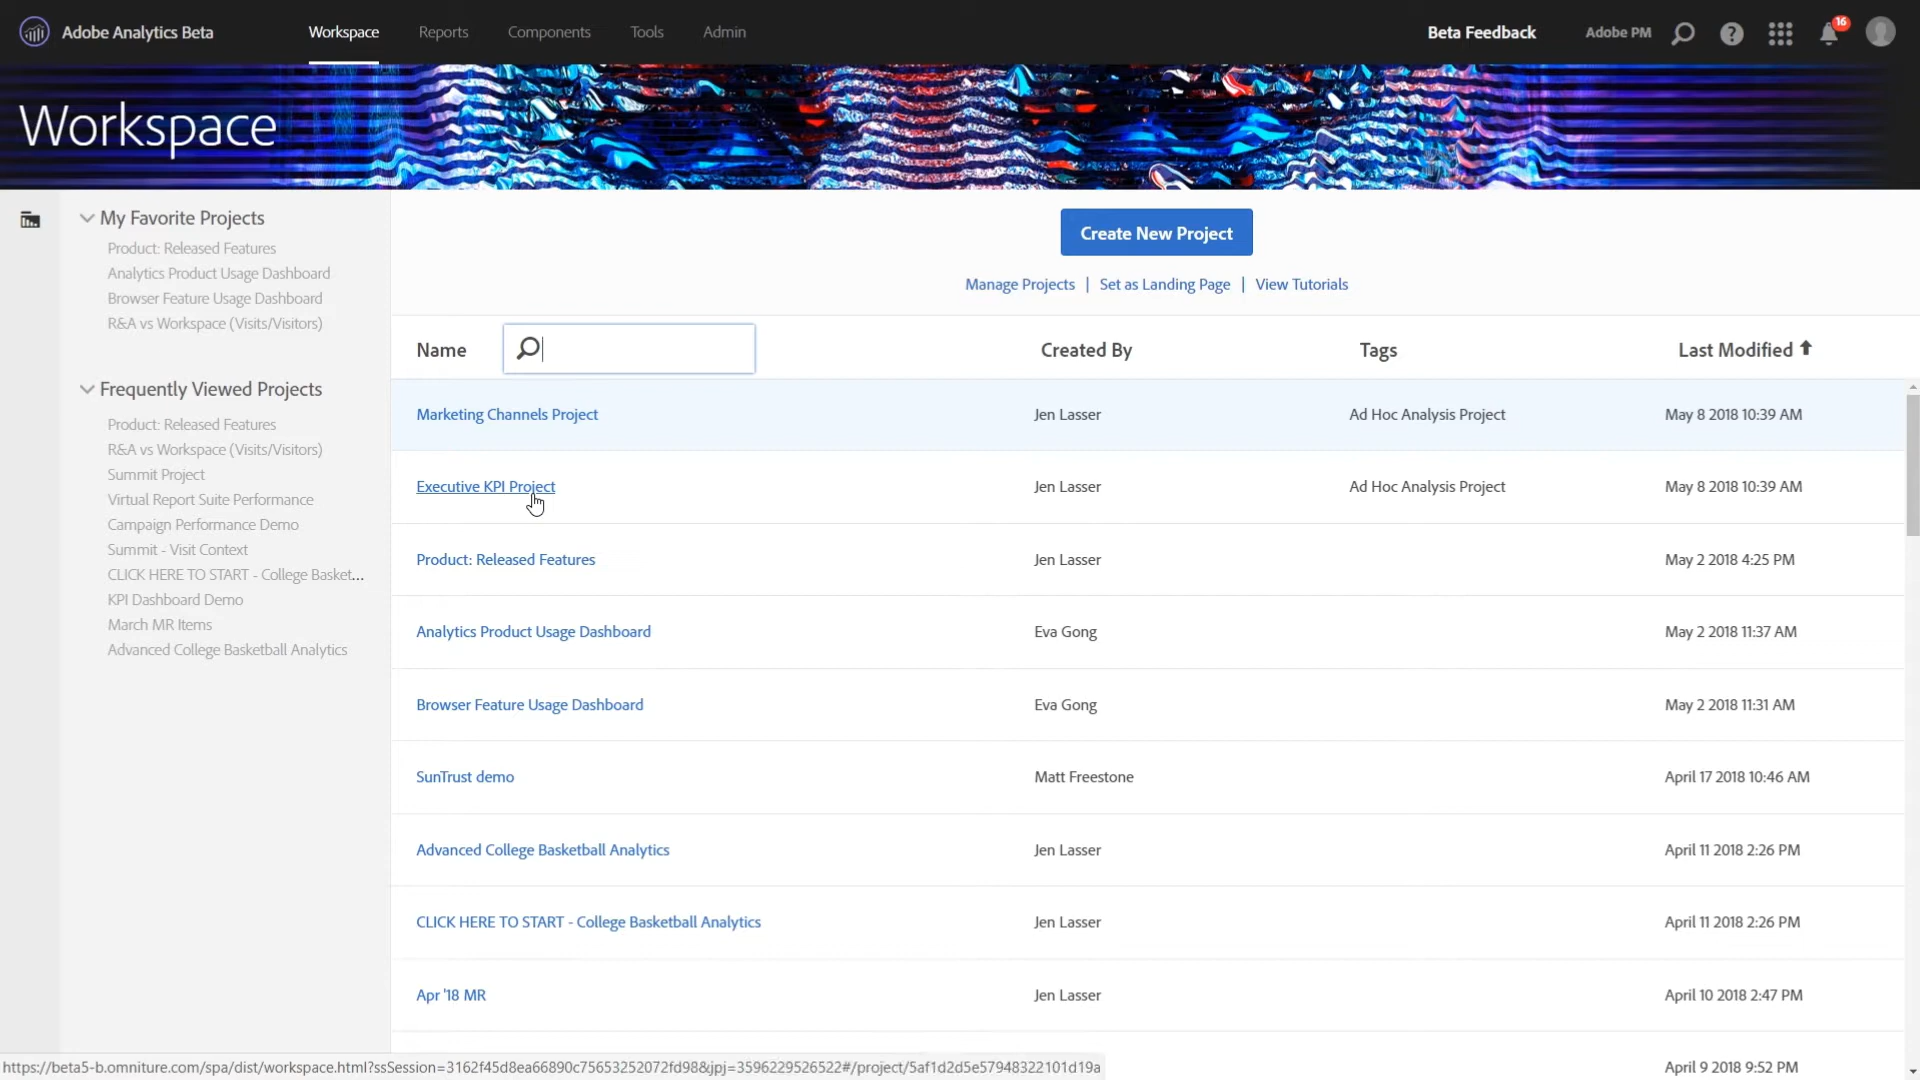 Adobe Analytics Beta
Workspace
Reports
Components
Tools
Admin
Beta Feedback
Adobe PM
?
16
Workspace
My Favorite Projects
Product: Released Features
Analytics Product Usage Dashboard
Browser Feature Usage Dashboard
R&A vs Workspace (Visits/Visitors)
Frequently Viewed Projects
Product: Released Features
R&A vs Workspace (Visits/Visitors)
Summit Project
Virtual Report Suite Performance
Campaign Performance Demo
Summit - Visit Context
CLICK HERE TO START - College Basket...
KPI Dashboard Demo
March MR Items
Advanced College Basketball Analytics
Create New Project
Manage Projects | Set as Landing Page | View Tutorials
Name Created By Tags Last Modified
Marketing Channels Project Jen Lasser Ad Hoc Analysis Project May 8 2018 10:39 AM
Executive KPI Project Jen Lasser Ad Hoc Analysis Project May 8 2018 10:39 AM
Product: Released Features Jen Lasser May 2 2018 4:25 PM
Analytics Product Usage Dashboard Eva Gong May 2 2018 11:37 AM
Browser Feature Usage Dashboard Eva Gong May 2 2018 11:31 AM
SunTrust demo Matt Freestone April 17 2018 10:46 AM
Advanced College Basketball Analytics Jen Lasser April 11 2018 2:26 PM
CLICK HERE TO START - College Basketball Analytics Jen Lasser April 11 2018 2:26 PM
Apr '18 MR Jen Lasser April 10 2018 2:47 PM
April 9 2018 9:52 PM
https://beta5-b.omniture.com/spa/dist/workspace.html?ssSession=3162f45d8ea66890c75653252072fd98&jpj=3596229526522#/project/5af1d2d5e57948322101d19a